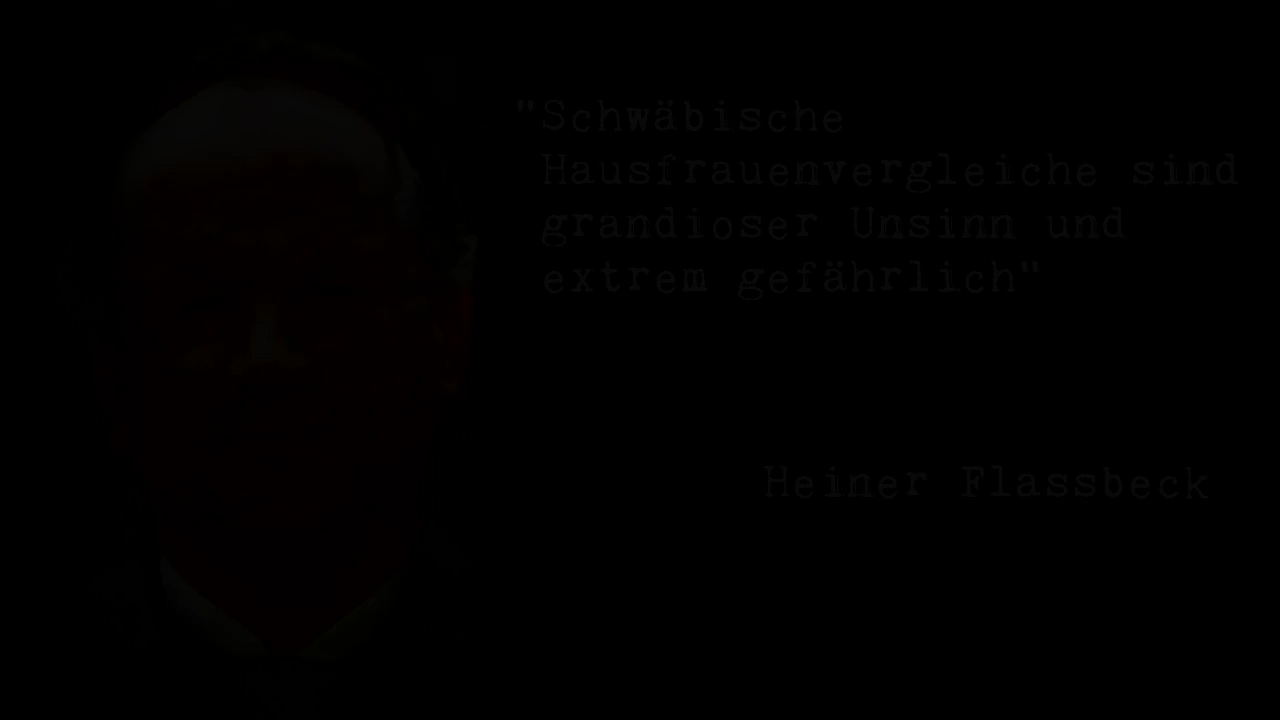 "Schwäbische
Hausfrauenvergleiche sind
grandioser Unsinn und
extrem gefährlich"
Heiner Flassbeck